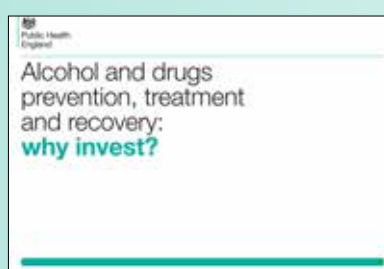 Public Health
England
Alcohol and drugs
prevention, treatment
and recovery:
why invest?